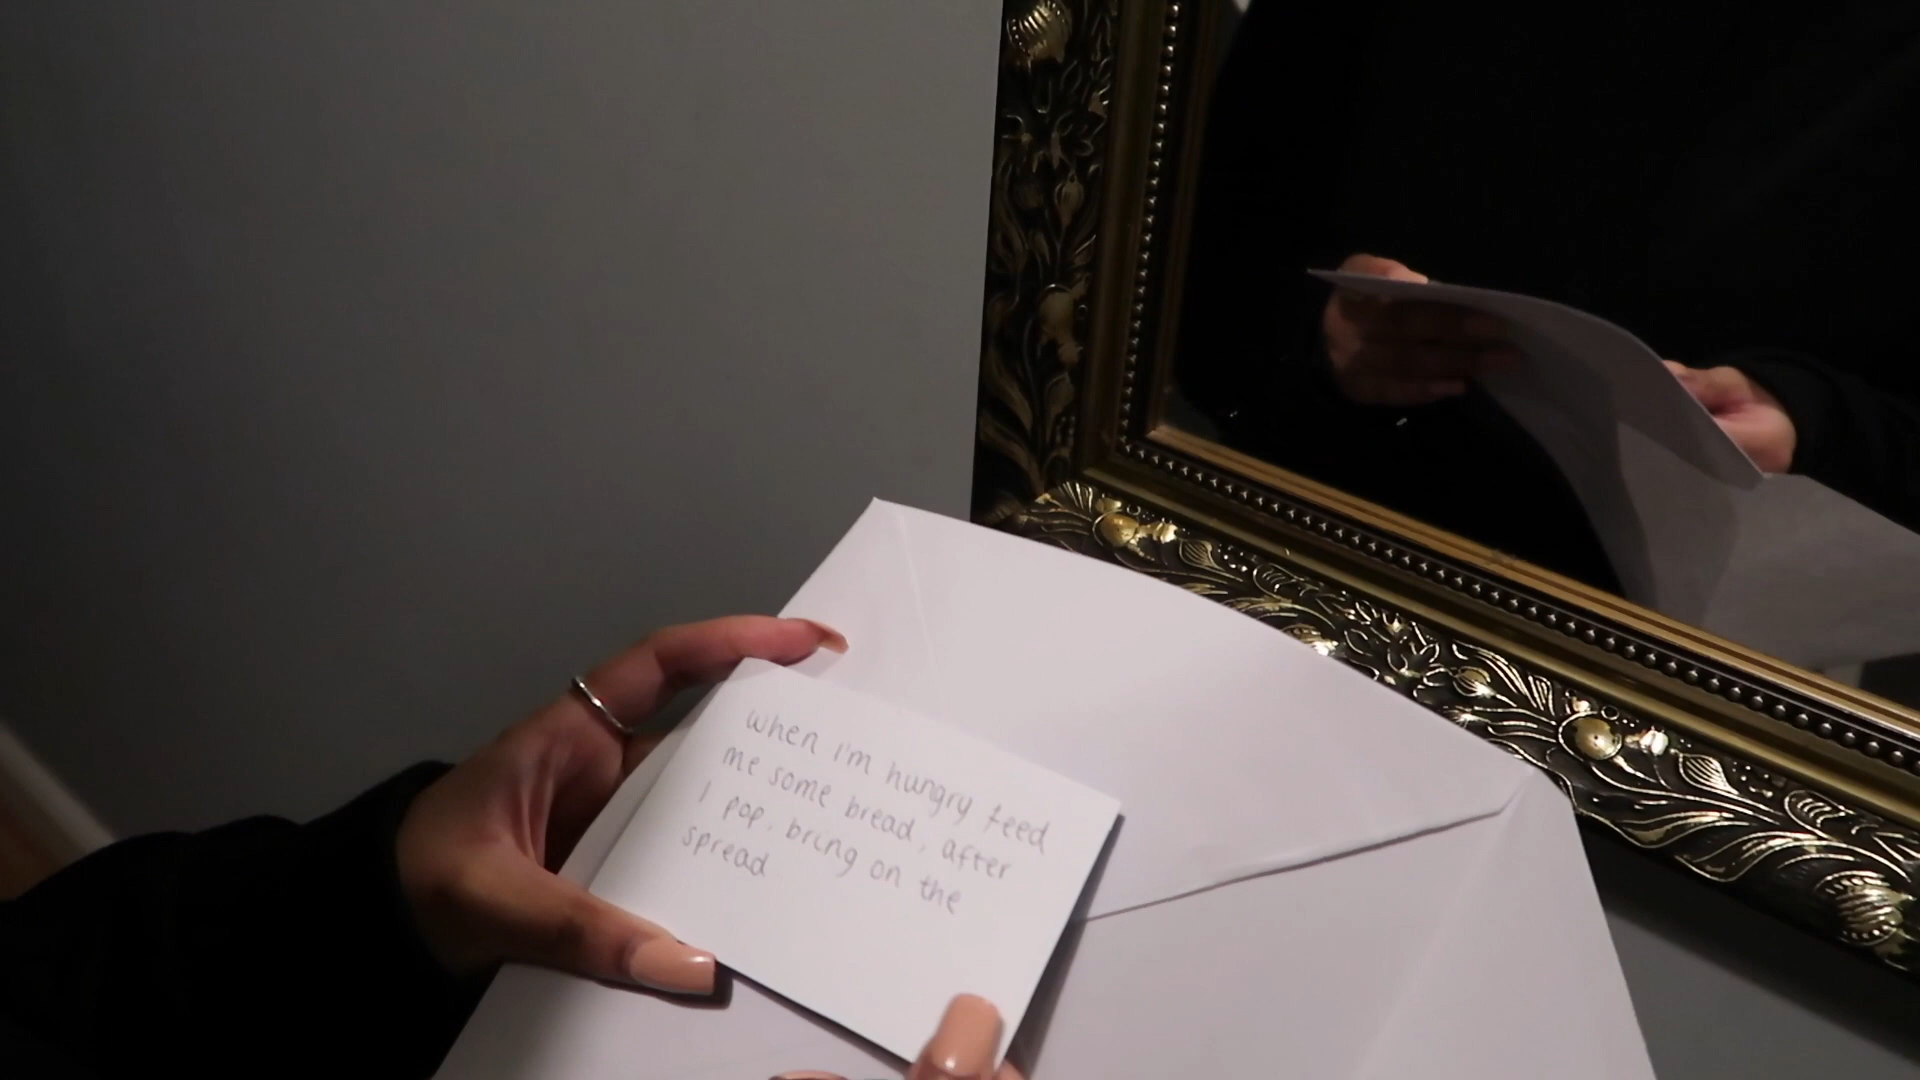 when i'm hungry feed
me some bread, after
I pop, bring on the
spread